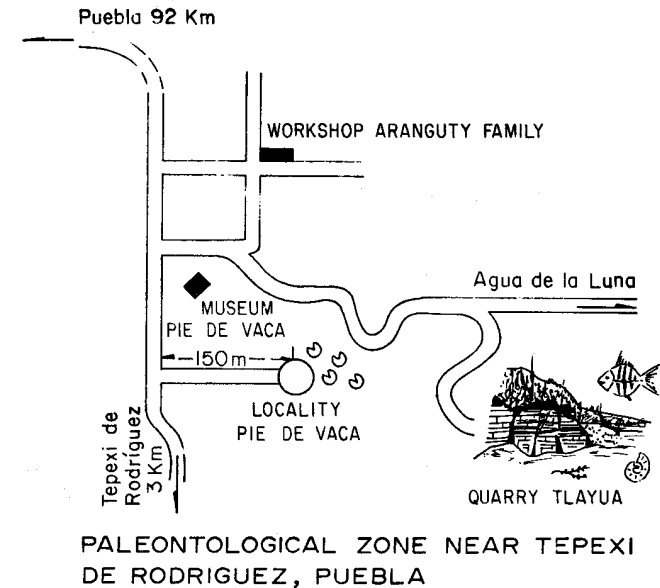 Puebla 92 Km
WORKSHOP ARANGUTY FAMILY
Agua de la Luna
MUSEUM
PIE DE VACA
150m
LOCALITY
PIE DE VACA
Tepexi de
Rodríguez
3 Km
QUARRY TLAYUA
PALEONTOLOGICAL ZONE NEAR TEPEXI
DE RODRIGUEZ, PUEBLA